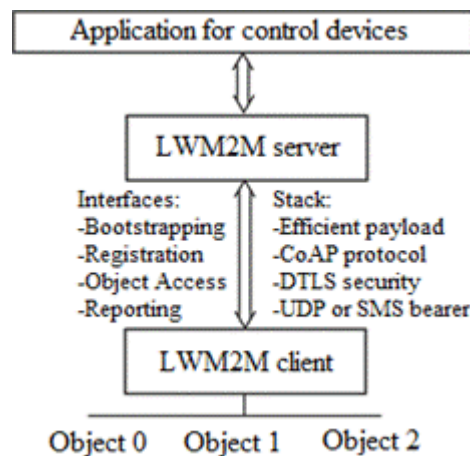 Application for control devices
LWM2M server
Interfaces:
-Bootstrapping
-Registration
-Object Access
-Reporting
Stack:
-Efficient payload
-CoAP protocol
-DTLS security
-UDP or SMS bearer
LWM2M client
Object 0 Object 1 Object 2